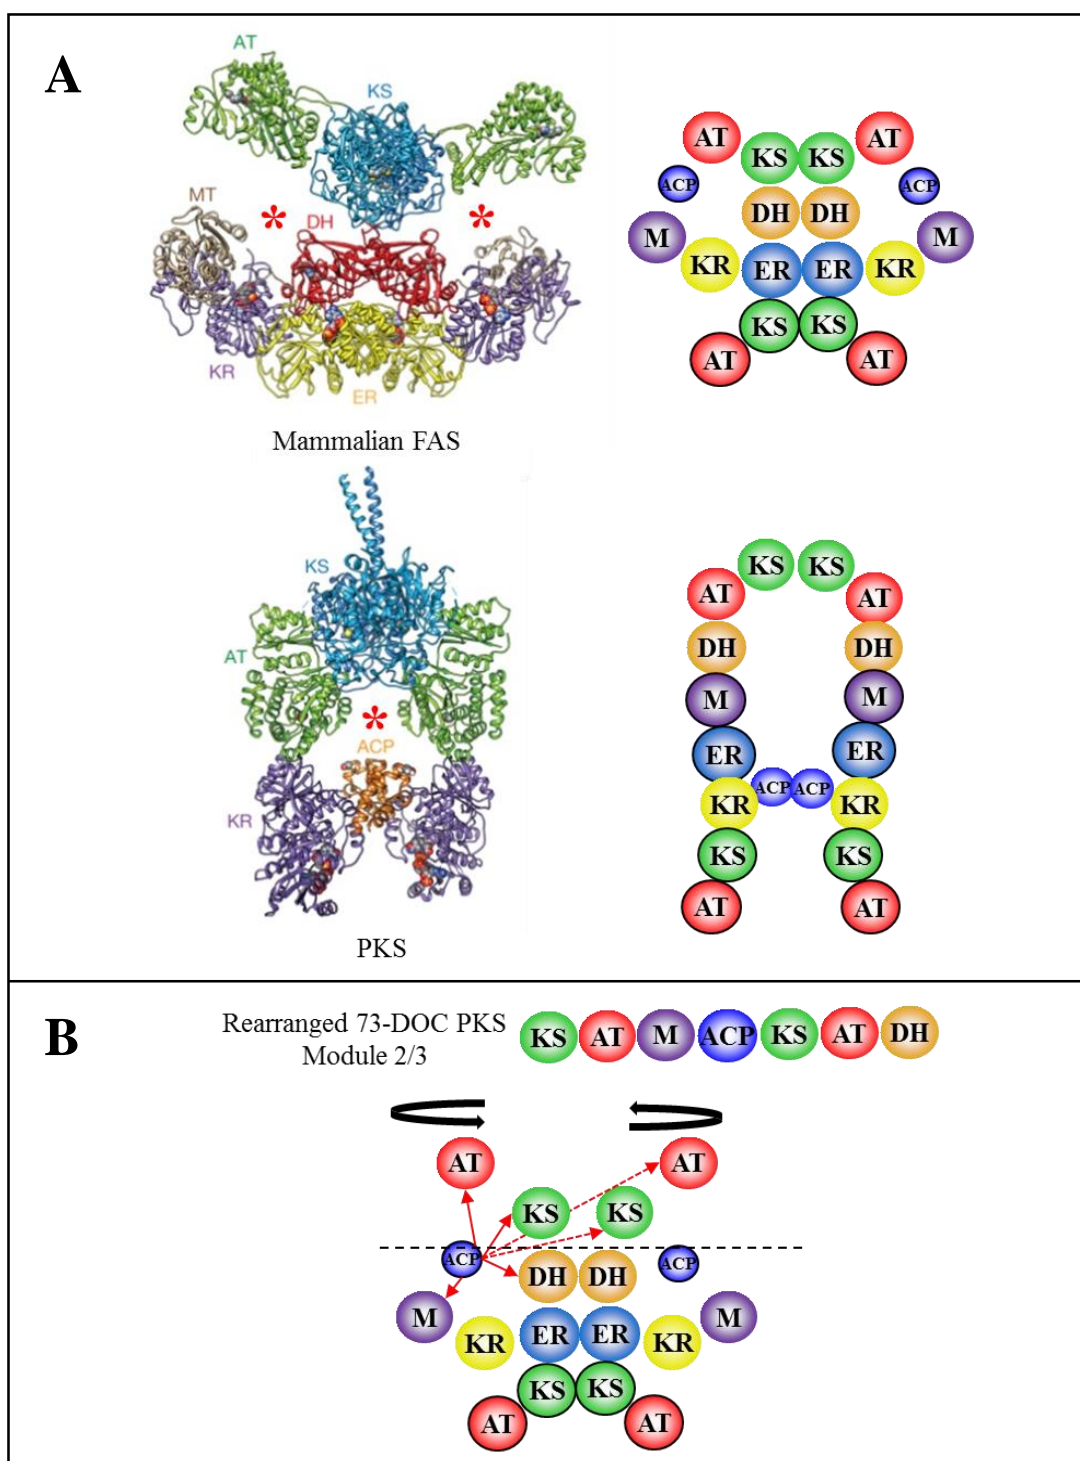 A
AT
KS
MT
DH
KR
ER
*
*
Mammalian FAS
AT
KS
KS
AT
ACP
ACP
DH
DH
M
M
KR
ER
ER
KR
KS
KS
AT
AT
KS
AT
*
ACP
KR
PKS
KS
KS
AT
AT
DH
DH
M
M
ER
ER
ACP
ACP
KR
KR
KS
KS
AT
AT
B
Rearranged 73-DOC PKS
Module 2/3
KS AT M ACP KS AT DH
AT
AT
KS
KS
ACP
ACP
DH
DH
M
M
KR
ER
ER
KR
KS
KS
AT
AT